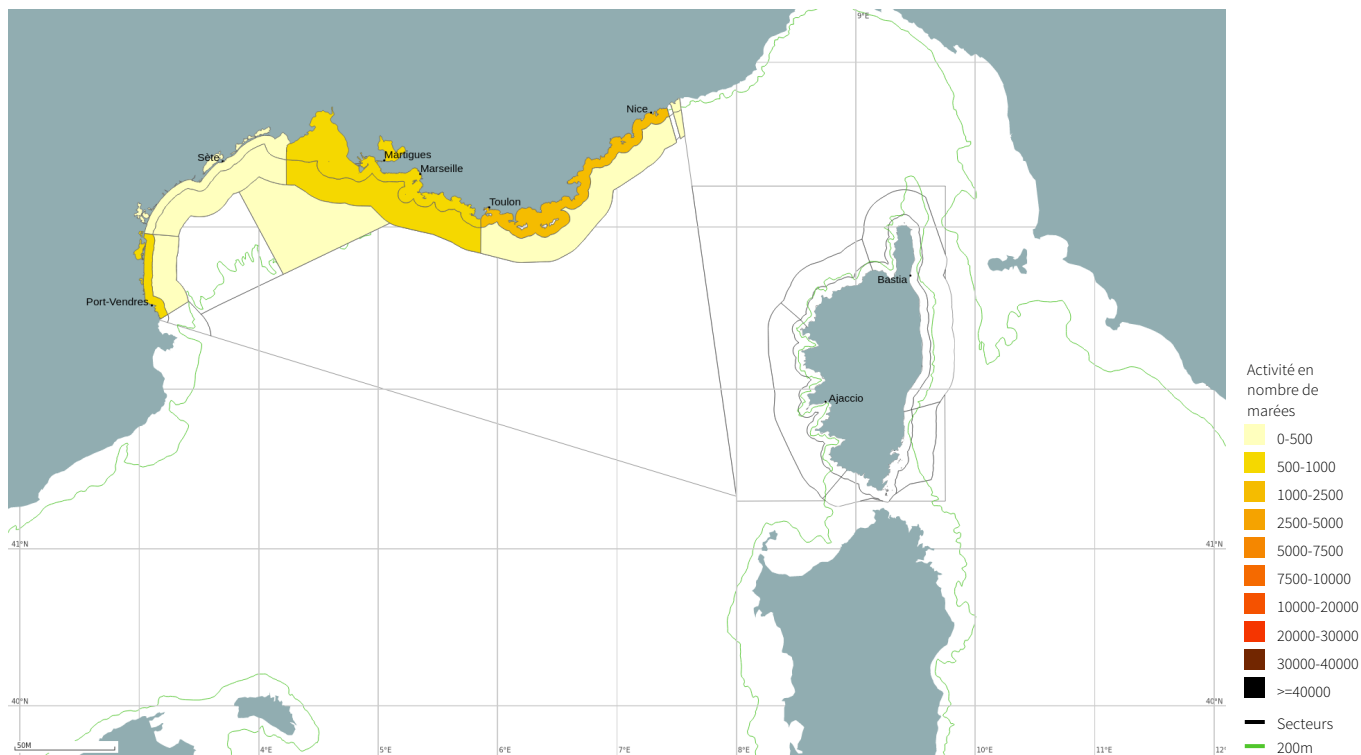 9°E
Nice
Sète
Martigues
Marseille
Toulon
Port-Vendres
Bastia
Ajaccio
41°N
41°N
40°N
40°N
50M
4°E
5°E
6°E
7°E
8°E
10°E
11°E
12°E
Activité en
nombre de
marées
0-500
500-1000
1000-2500
2500-5000
5000-7500
7500-10000
10000-20000
20000-30000
30000-40000
>=40000
Secteurs
200m